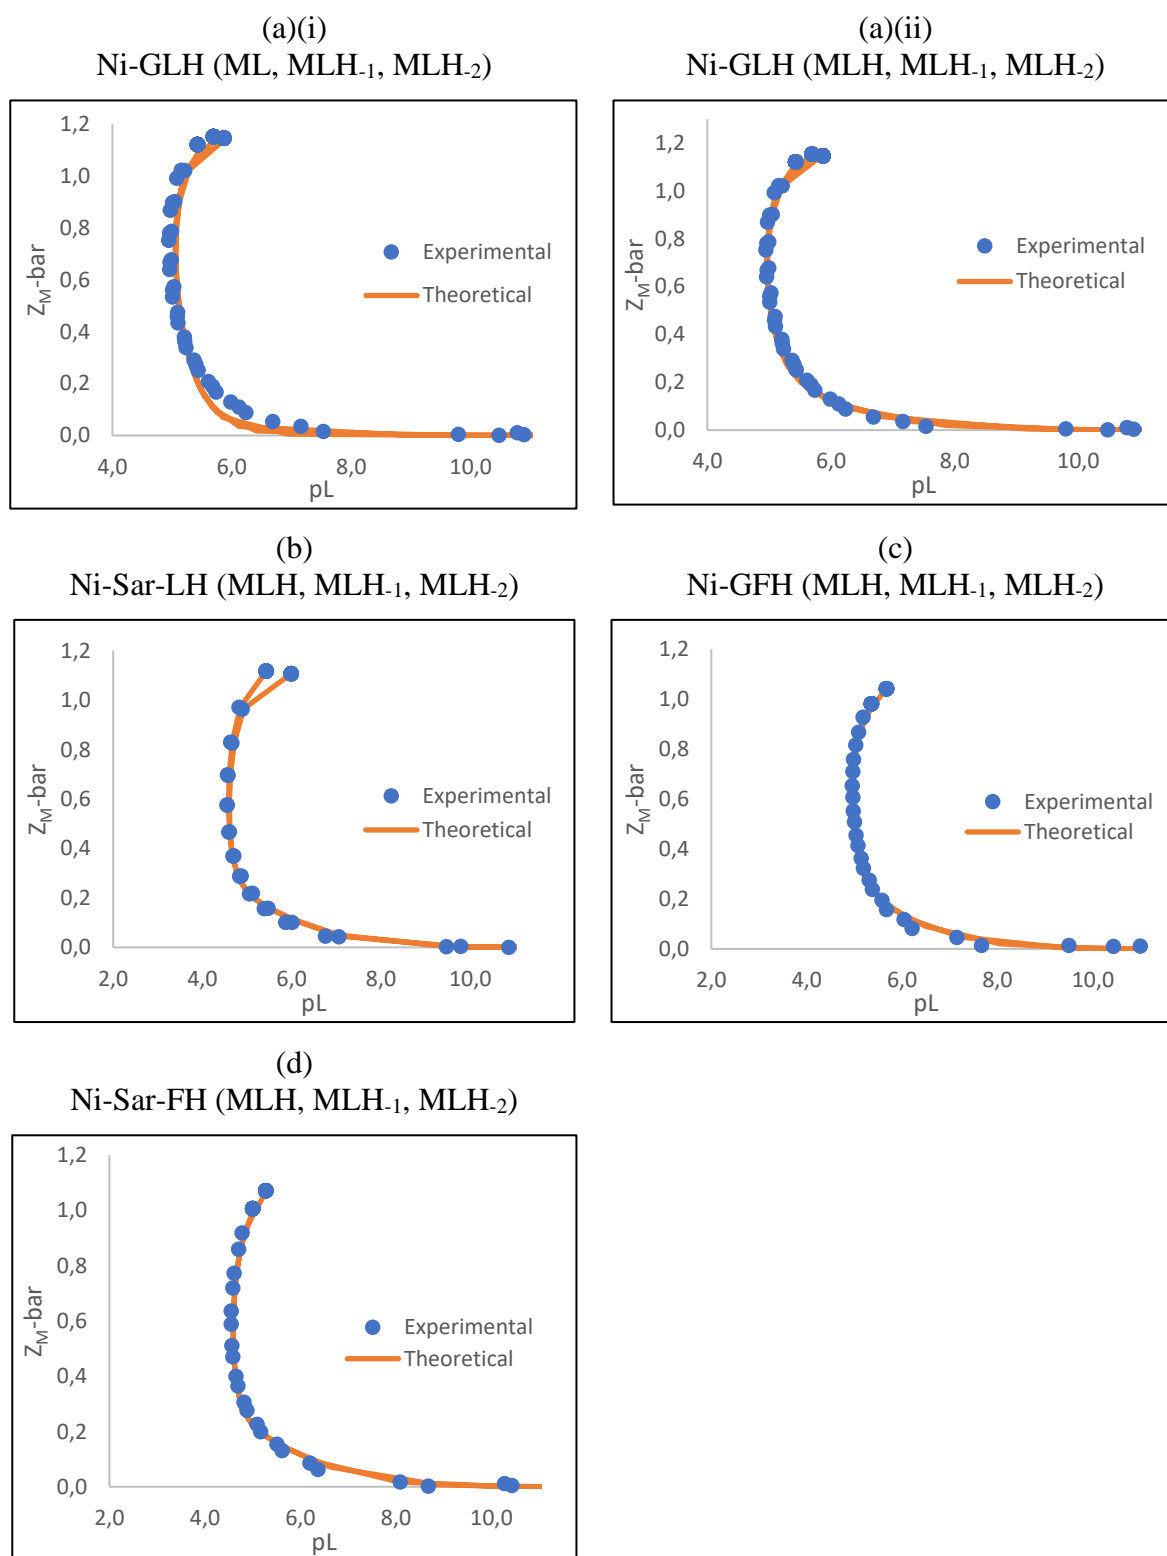 (a)(i)
Ni-GLH (ML, MLH-1, MLH-2)
1,2
1,0
0,8
0,6
0,4
0,2
0,0
ZM-bar
Experimental
Theoretical
4,0 6,0 8,0 10,0
pL
(a)(ii)
Ni-GLH (MLH, MLH-1, MLH-2)
1,2
1,0
0,8
0,6
0,4
0,2
0,0
ZM-bar
Experimental
Theoretical
4,0 6,0 8,0 10,0
pL
(b)
Ni-Sar-LH (MLH, MLH-1, MLH-2)
1,2
1,0
0,8
0,6
0,4
0,2
0,0
ZM-bar
Experimental
Theoretical
2,0 4,0 6,0 8,0 10,0
pL
(c)
Ni-GFH (MLH, MLH-1, MLH-2)
1,2
1,0
0,8
0,6
0,4
0,2
0,0
ZM-bar
Experimental
Theoretical
2,0 4,0 6,0 8,0 10,0
pL
(d)
Ni-Sar-FH (MLH, MLH-1, MLH-2)
1,2
1,0
0,8
0,6
0,4
0,2
0,0
ZM-bar
Experimental
Theoretical
2,0 4,0 6,0 8,0 10,0
pL